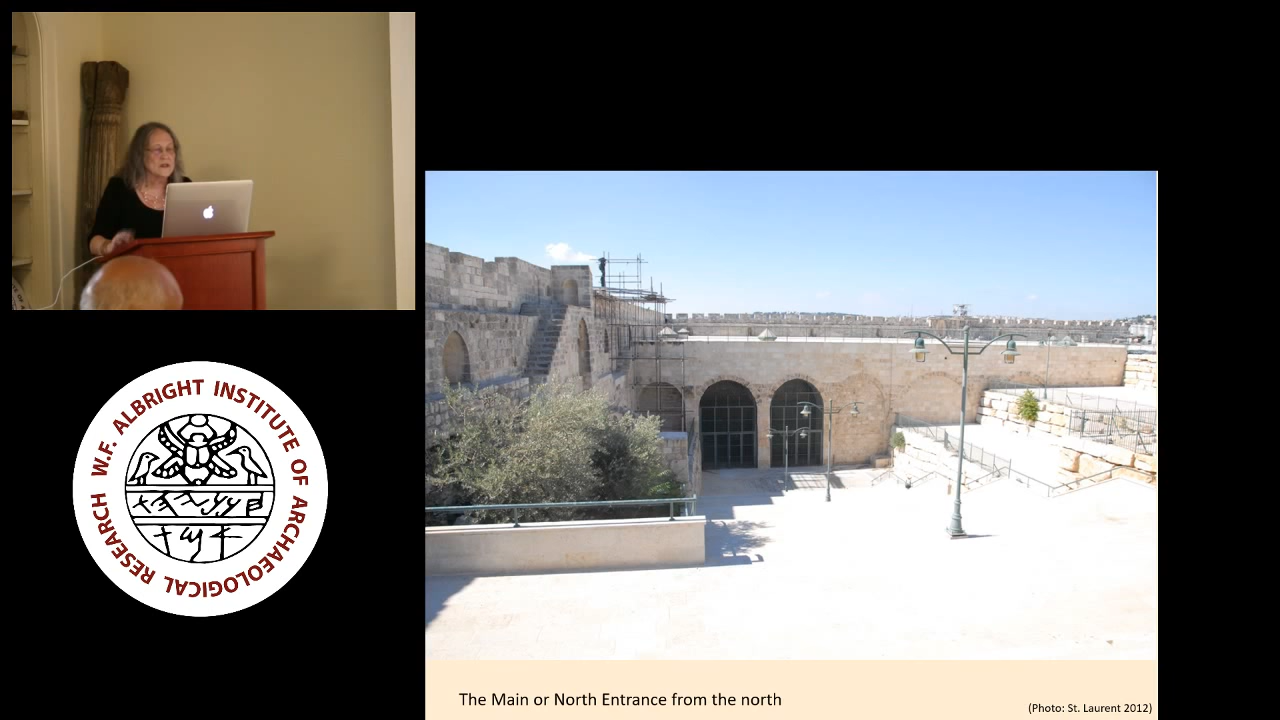 W.F. ALBRIGHT INSTITUTE OF ARCHAEOLOGICAL RESEARCH
The Main or North Entrance from the north
(Photo: St. Laurent 2012)